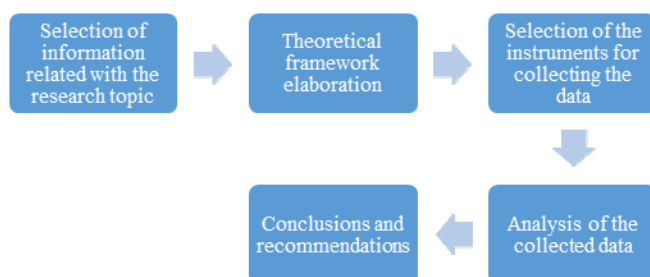 Selection of
information
related with the
research topic
Theoretical
framework
elaboration
Selection of the
instruments for
collecting the
data
Analysis of the
collected data
Conclusions and
recommendations